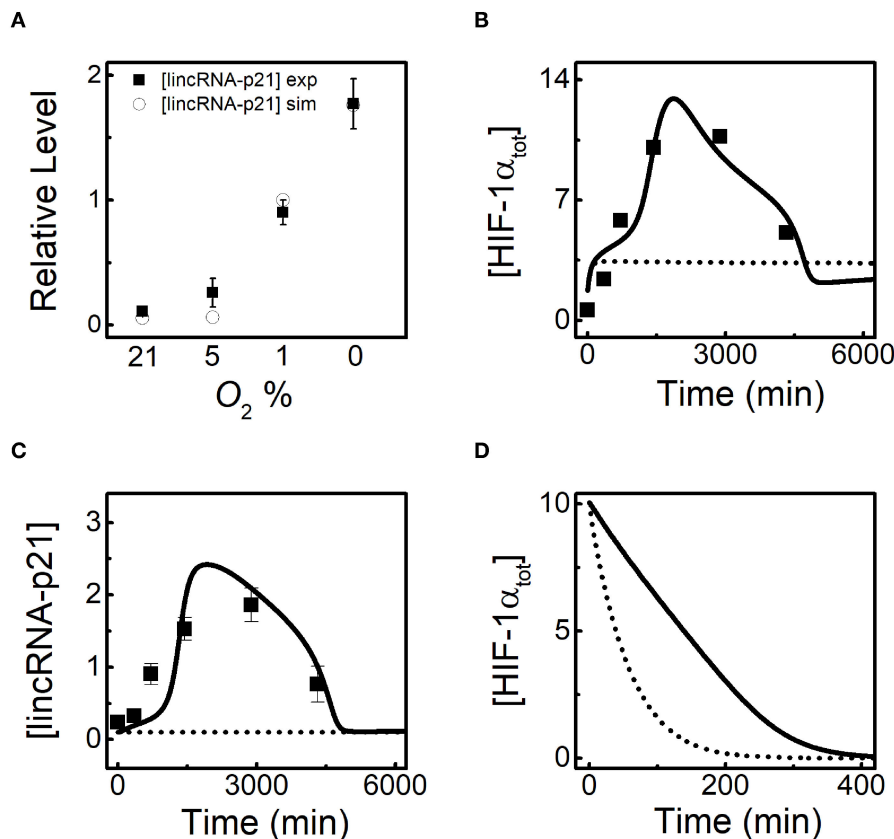 A
2
■ [lincRNA-p21] exp
○ [lincRNA-p21] sim
1
0
Relative Level
21 5 1 0
O2 %
B
14
7
0
[HIF-1αtot]
0 3000 6000
Time (min)
C
3
2
1
0
[lincRNA-p21]
0 3000 6000
Time (min)
D
10
5
0
[HIF-1αtot]
0 200 400
Time (min)